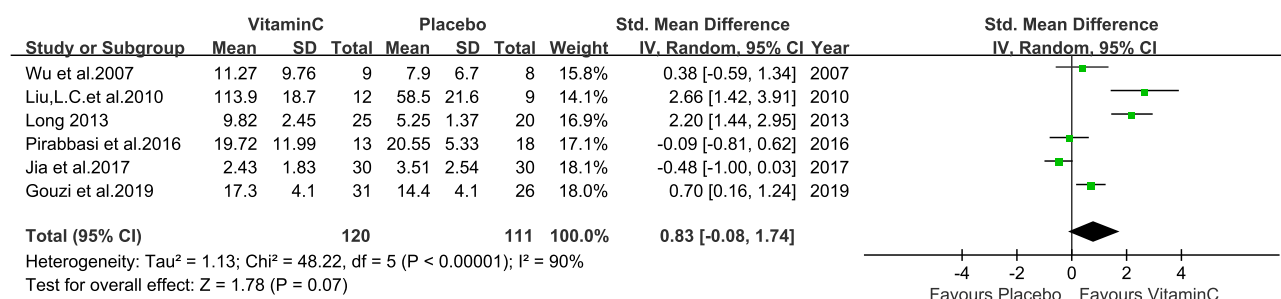 VitaminC Placebo Std. Mean Difference Std. Mean Difference
Study or Subgroup Mean SD Total Mean SD Total Weight IV, Random, 95% CI Year IV, Random, 95% CI
Wu et al.2007 11.27 9.76 9 7.9 6.7 8 15.8% 0.38 [-0.59, 1.34] 2007
Liu,L.C.et al.2010 113.9 18.7 12 58.5 21.6 9 14.1% 2.66 [1.42, 3.91] 2010
Long 2013 9.82 2.45 25 5.25 1.37 20 16.9% 2.20 [1.44, 2.95] 2013
Pirabbasi et al.2016 19.72 11.99 13 20.55 5.33 18 17.1% -0.09 [-0.81, 0.62] 2016
Jia et al.2017 2.43 1.83 30 3.51 2.54 30 18.1% -0.48 [-1.00, 0.03] 2017
Gouzi et al.2019 17.3 4.1 31 14.4 4.1 26 18.0% 0.70 [0.16, 1.24] 2019
Total (95% CI) 120 111 100.0% 0.83 [-0.08, 1.74]
Heterogeneity: Tau² = 1.13; Chi² = 48.22, df = 5 (P < 0.00001); I² = 90%
Test for overall effect: Z = 1.78 (P = 0.07)
-4 -2 0 2 4
Favours Placebo Favours VitaminC